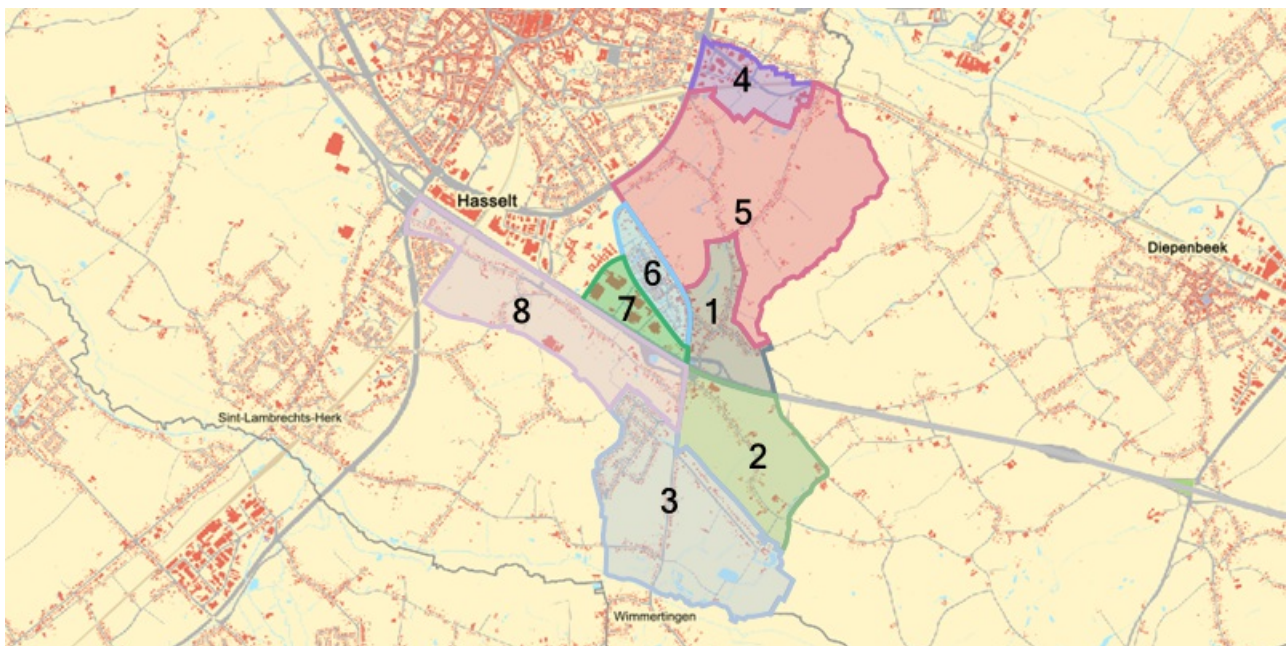 4
Hasselt
5
Diepenbeek
6
7
1
8
Sint-Lambrechts-Herk
2
3
Wimmertingen